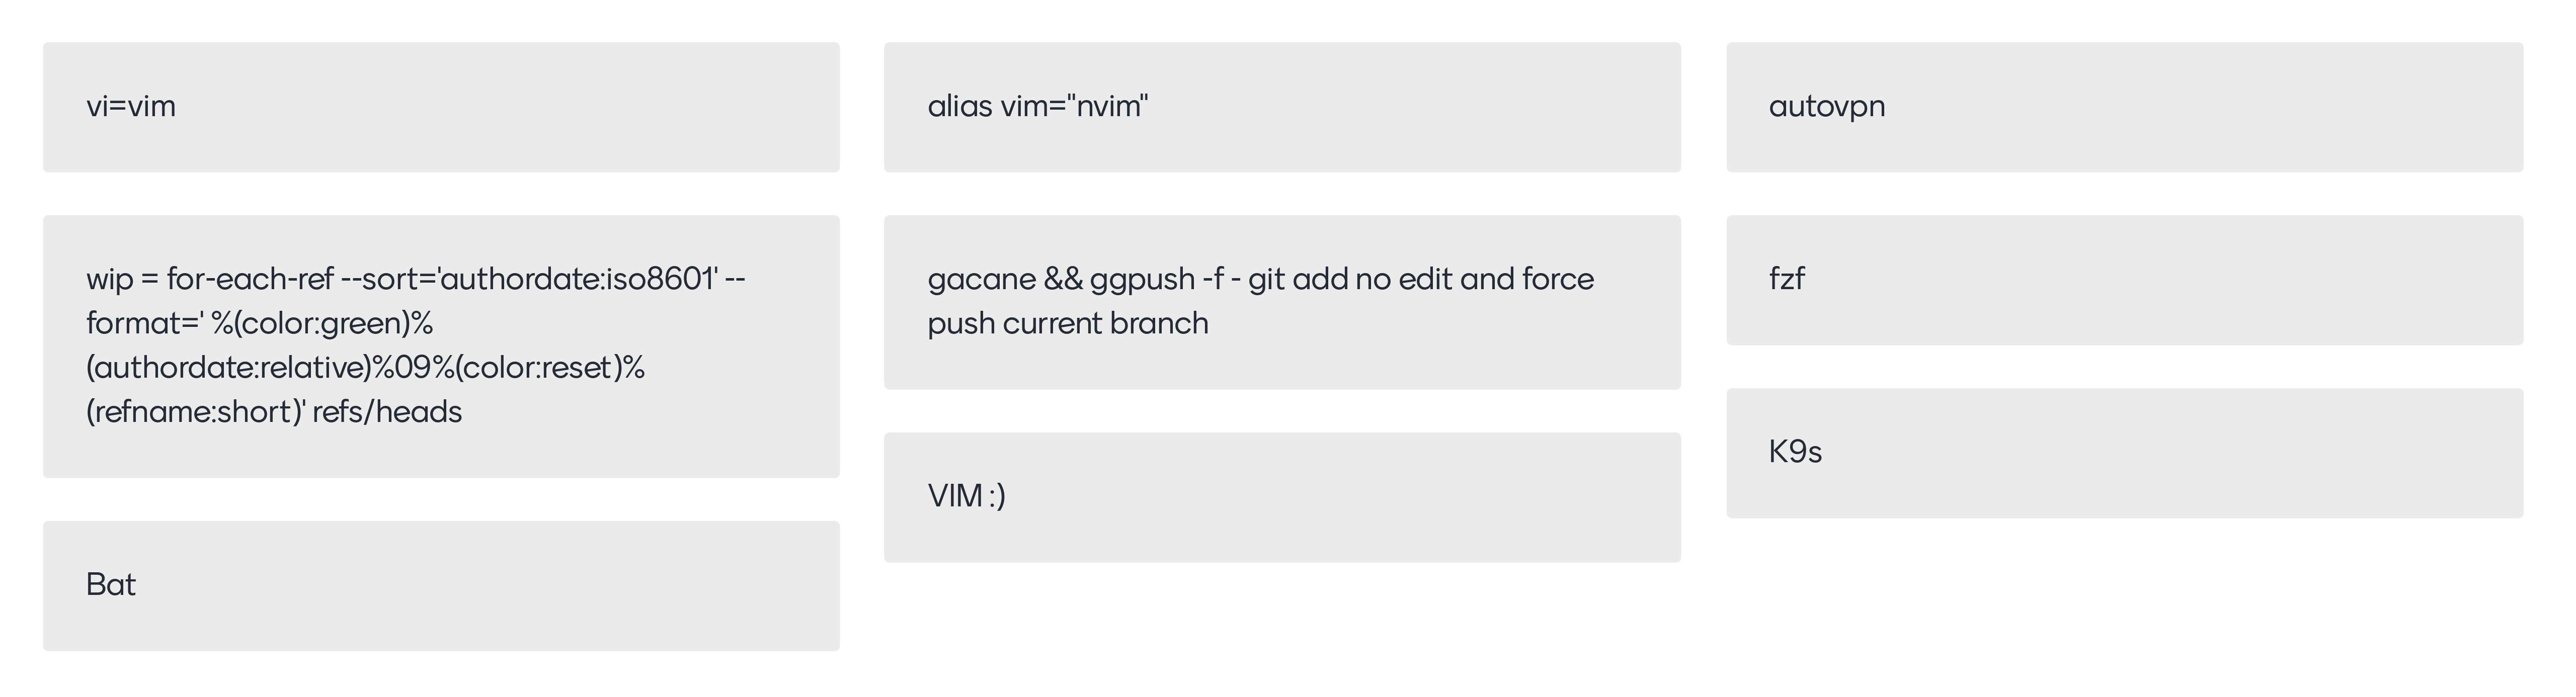 vi=vim
wip = for-each-ref --sort='authordate:iso8601' --
format=' %(color:green)%
(authordate:relative)%09%(color:reset)%
(refname:short)' refs/heads
Bat
alias vim="nvim"
gacane && ggpush -f - git add no edit and force
push current branch
VIM :)
autovpn
fzf
K9s